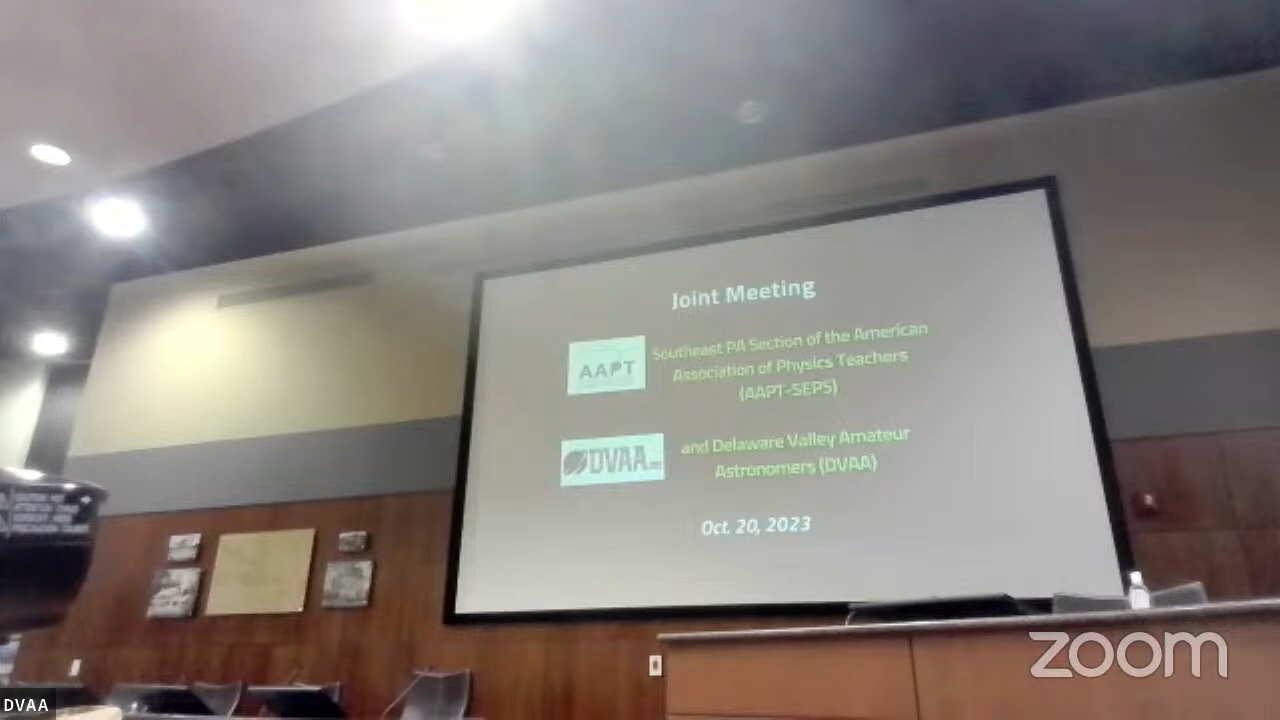 Joint Meeting
AAPT
Southeast PA Section of the American
Association of Physics Teachers
(AAPT-SEPS)
DVAA
and Delaware Valley Amateur
Astronomers (DVAA)
Oct. 20, 2023
zoom
DVAA